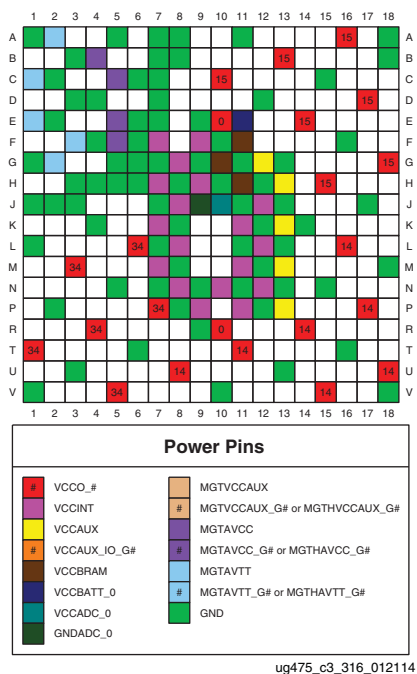 1 2 3 4 5 6 7 8 9 10 11 12 13 14 15 16 17 18
A 15 A
B 13 B
C 15 C
D 15 D
E 0 14 E
F F
G 15 G
H 15 H
J J
K K
L 34 14 L
M 34 M
N N
P 34 14 P
R 34 0 14 R
T 34 14 T
U 14 14 U
V 34 14 V
1 2 3 4 5 6 7 8 9 10 11 12 13 14 15 16 17 18
Power Pins
# VCCO_#
VCCINT
VCCAUX
# VCCAUX_IO_G#
VCCBRAM
VCCBATT_0
VCCADC_0
GNDADC_0
MGTVCCAUX
# MGTVCCAUX_G# or MGTHVCCAUX_G#
MGTAVCC
# MGTAVCC_G# or MGTHAVCC_G#
MGTAVTT
# MGTAVTT_G# or MGTHAVTT_G#
GND
ug475_c3_316_012114